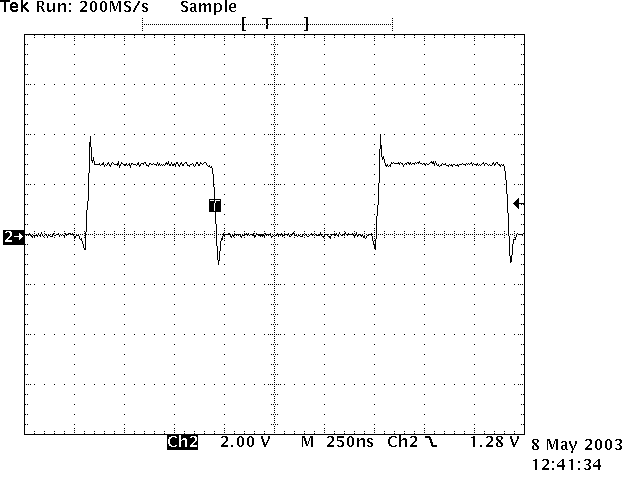 Tek Run: 200MS/s Sample
[ T ]
T
2→
Ch2 2.00 V M 250ns Ch2 1.28 V
8 May 2003
12:41:34